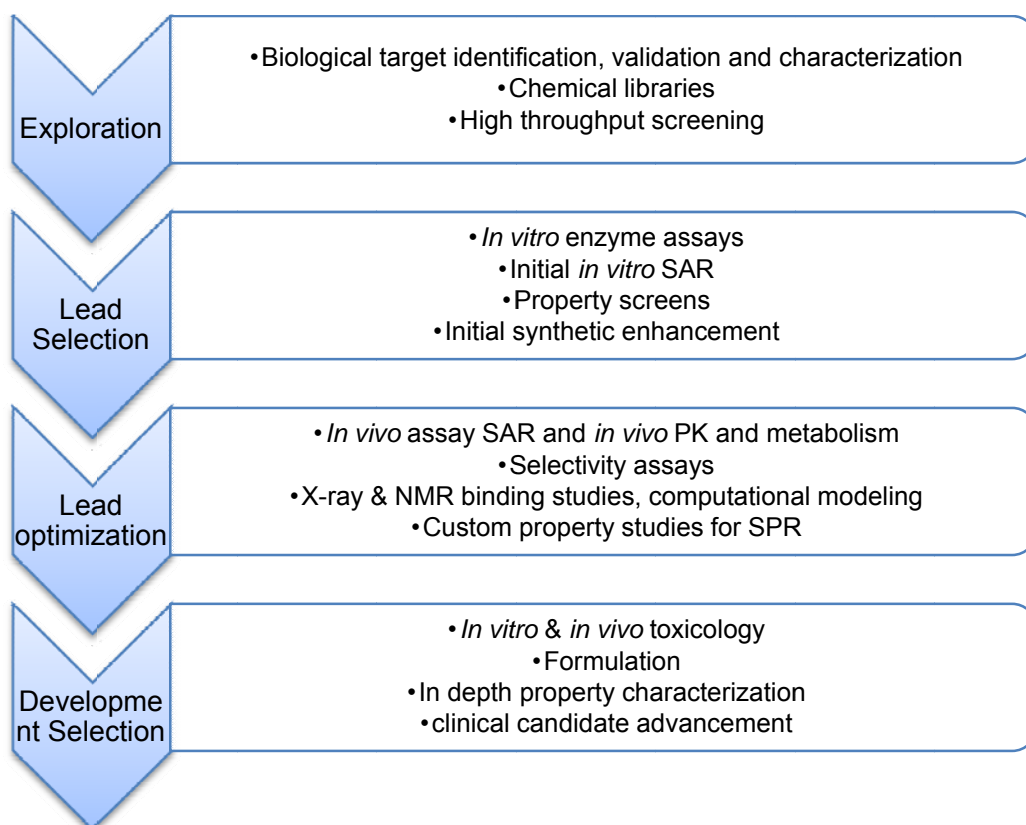 Exploration
•Biological target identification, validation and characterization
•Chemical libraries
•High throughput screening
Lead
Selection
•In vitro enzyme assays
•Initial in vitro SAR
•Property screens
•Initial synthetic enhancement
Lead
optimization
•In vivo assay SAR and in vivo PK and metabolism
•Selectivity assays
•X-ray & NMR binding studies, computational modeling
•Custom property studies for SPR
Developme
nt Selection
•In vitro & in vivo toxicology
•Formulation
•In depth property characterization
•clinical candidate advancement